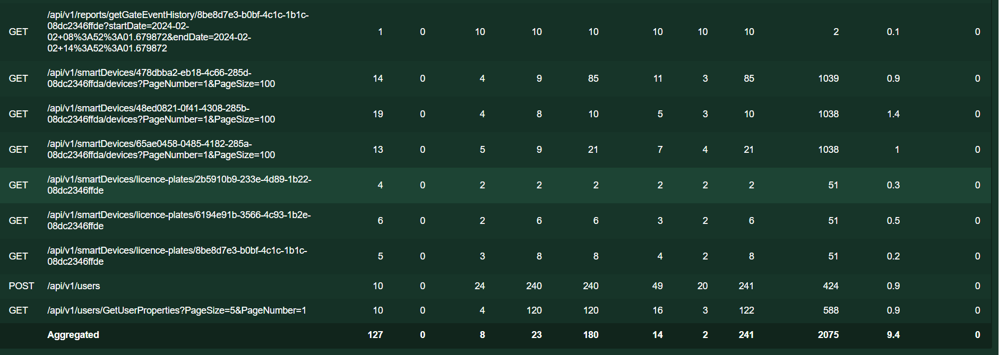 GET /api/v1/reports/getGateEventHistory/8be8d7e3-b0bf-4c1c-1b1c-
08dc2346ffde?startDate=2024-02-
02+08%3A52%3A01.679872&endDate=2024-02-
02+14%3A52%3A01.679872 1 0 10 10 10 10 10 10 2 0.1 0
GET /api/v1/smartDevices/478dbba2-eb18-4c66-285d-
08dc2346ffda/devices?PageNumber=1&PageSize=100 14 0 4 9 85 11 3 85 1039 0.9 0
GET /api/v1/smartDevices/48ed0821-0f41-4308-285b-
08dc2346ffda/devices?PageNumber=1&PageSize=100 19 0 4 8 10 5 3 10 1038 1.4 0
GET /api/v1/smartDevices/65ae0458-0485-4182-285a-
08dc2346ffda/devices?PageNumber=1&PageSize=100 13 0 5 9 21 7 4 21 1038 1 0
GET /api/v1/smartDevices/licence-plates/2b5910b9-233e-4d89-1b22-
08dc2346ffde 4 0 2 2 2 2 2 2 51 0.3 0
GET /api/v1/smartDevices/licence-plates/6194e91b-3566-4c93-1b2e-
08dc2346ffde 6 0 2 6 6 3 2 6 51 0.5 0
GET /api/v1/smartDevices/licence-plates/8be8d7e3-b0bf-4c1c-1b1c-
08dc2346ffde 5 0 3 8 8 4 2 8 51 0.2 0
POST /api/v1/users 10 0 24 240 240 49 20 241 424 0.9 0
GET /api/v1/users/GetUserProperties?PageSize=5&PageNumber=1 10 0 4 120 120 16 3 122 588 0.9 0
Aggregated 127 0 8 23 180 14 2 241 2075 9.4 0